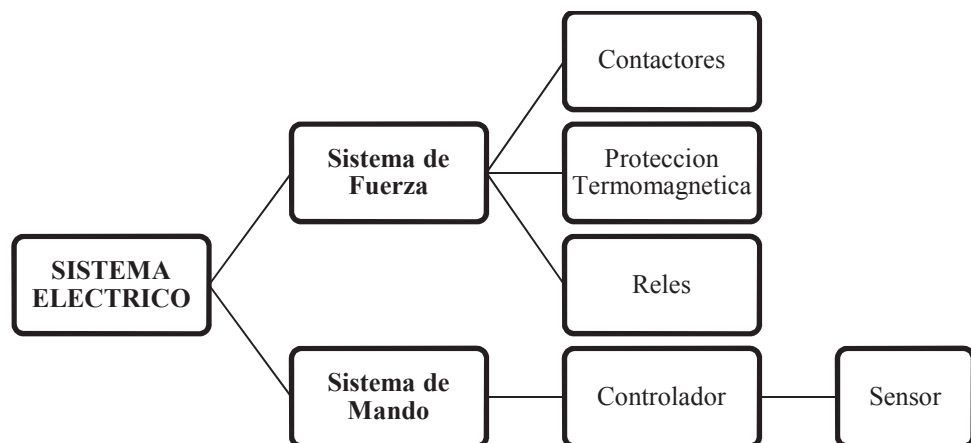 Contactores
Sistema de
Fuerza
Proteccion
Termomagnetica
SISTEMA
ELECTRICO
Reles
Sistema de
Mando
Controlador
Sensor